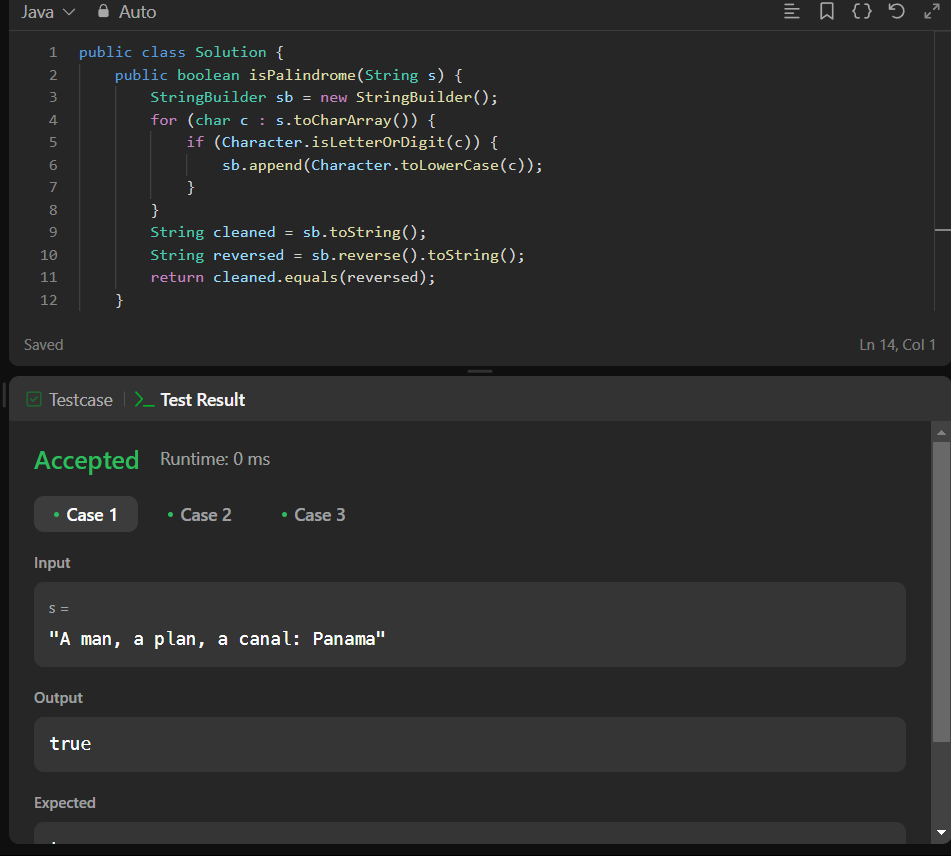 Java Auto
1 public class Solution {
2 public boolean isPalindrome(String s) {
3 StringBuilder sb = new StringBuilder();
4 for (char c : s.toCharArray()) {
5 if (Character.isLetterOrDigit(c)) {
6 sb.append(Character.toLowerCase(c));
7 }
8 }
9 String cleaned = sb.toString();
10 String reversed = sb.reverse().toString();
11 return cleaned.equals(reversed);
12 }
Saved Ln 14, Col 1
Testcase >_ Test Result
Accepted Runtime: 0 ms
• Case 1 • Case 2 • Case 3
Input
s =
"A man, a plan, a canal: Panama"
Output
true
Expected